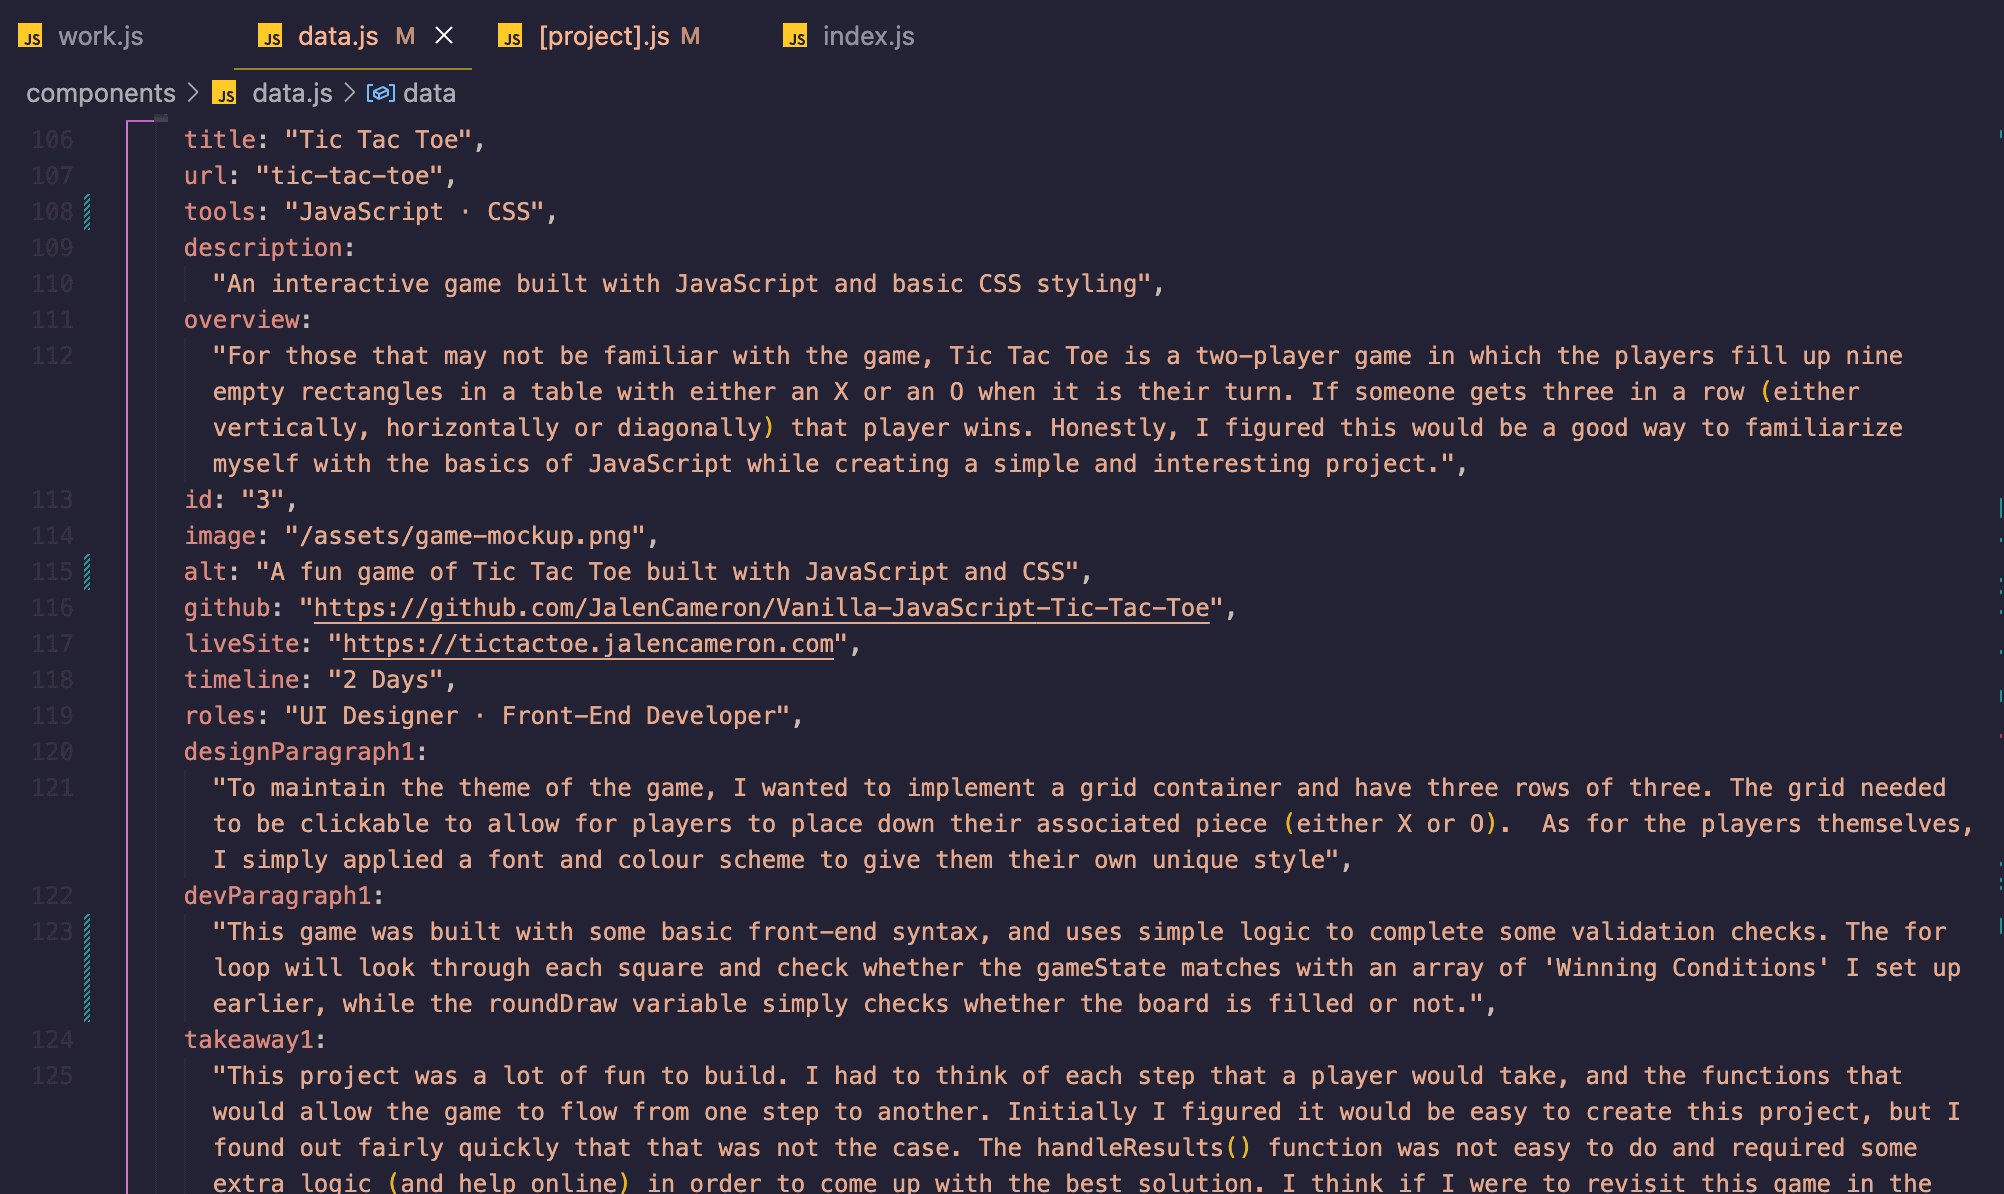 JS work.js JS data.js M JS [project].js M JS index.js
components > JS data.js > data
106 title: "Tic Tac Toe",
107 url: "tic-tac-toe",
108 tools: "JavaScript · CSS",
109 description:
110 "An interactive game built with JavaScript and basic CSS styling",
111 overview:
112 "For those that may not be familiar with the game, Tic Tac Toe is a two-player game in which the players fill up nine
empty rectangles in a table with either an X or an O when it is their turn. If someone gets three in a row (either
vertically, horizontally or diagonally) that player wins. Honestly, I figured this would be a good way to familiarize
myself with the basics of JavaScript while creating a simple and interesting project.",
113 id: "3",
114 image: "/assets/game-mockup.png",
115 alt: "A fun game of Tic Tac Toe built with JavaScript and CSS",
116 github: "https://github.com/JalenCameron/Vanilla-JavaScript-Tic-Tac-Toe",
117 liveSite: "https://tictactoe.jalencameron.com",
118 timeline: "2 Days",
119 roles: "UI Designer · Front-End Developer",
120 designParagraph1:
121 "To maintain the theme of the game, I wanted to implement a grid container and have three rows of three. The grid needed
to be clickable to allow for players to place down their associated piece (either X or O).  As for the players themselves,
I simply applied a font and colour scheme to give them their own unique style",
122 devParagraph1:
123 "This game was built with some basic front-end syntax, and uses simple logic to complete some validation checks. The for
loop will look through each square and check whether the gameState matches with an array of 'Winning Conditions' I set up
earlier, while the roundDraw variable simply checks whether the board is filled or not.",
124 takeaway1:
125 "This project was a lot of fun to build. I had to think of each step that a player would take, and the functions that
would allow the game to flow from one step to another. Initially I figured it would be easy to create this project, but I
found out fairly quickly that that was not the case. The handleResults() function was not easy to do and required some
extra logic (and help online) in order to come up with the best solution. I think if I were to revisit this game in the